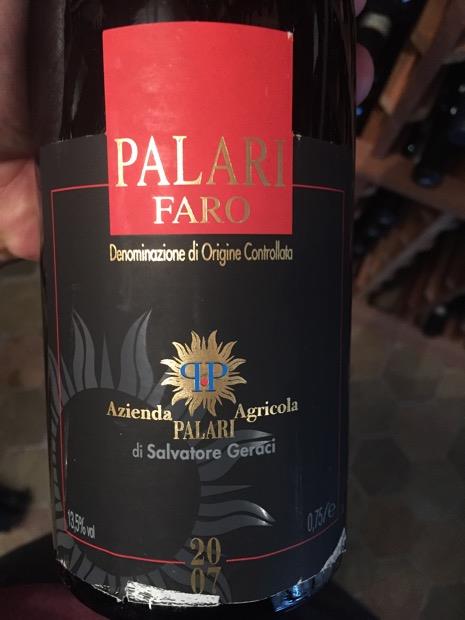 PALARI
FARO
Denominazione di Origine Controllata
PP
Azienda Agricola
PALARI
di Salvatore Geraci
13,5% vol
0,75ℓ e
20
07